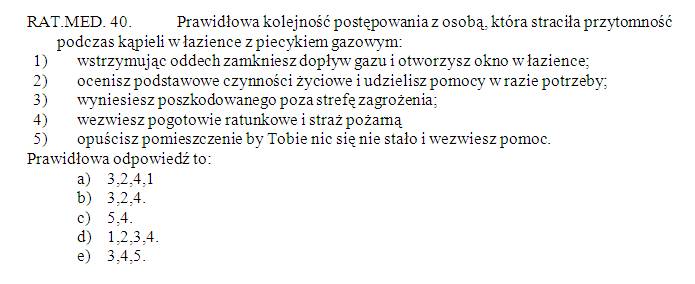 RAT.MED. 40. Prawidłowa kolejność postępowania z osobą, która straciła przytomność
podczas kąpieli w łazience z piecykiem gazowym:
1) wstrzymując oddech zamkniesz dopływ gazu i otworzysz okno w łazience;
2) ocenisz podstawowe czynności życiowe i udzielisz pomocy w razie potrzeby;
3) wyniesiesz poszkodowanego poza strefę zagrożenia;
4) wezwiesz pogotowie ratunkowe i straż pożarną
5) opuścisz pomieszczenie by Tobie nic się nie stało i wezwiesz pomoc.
Prawidłowa odpowiedź to:
a) 3,2,4,1
b) 3,2,4.
c) 5,4.
d) 1,2,3,4.
e) 3,4,5.